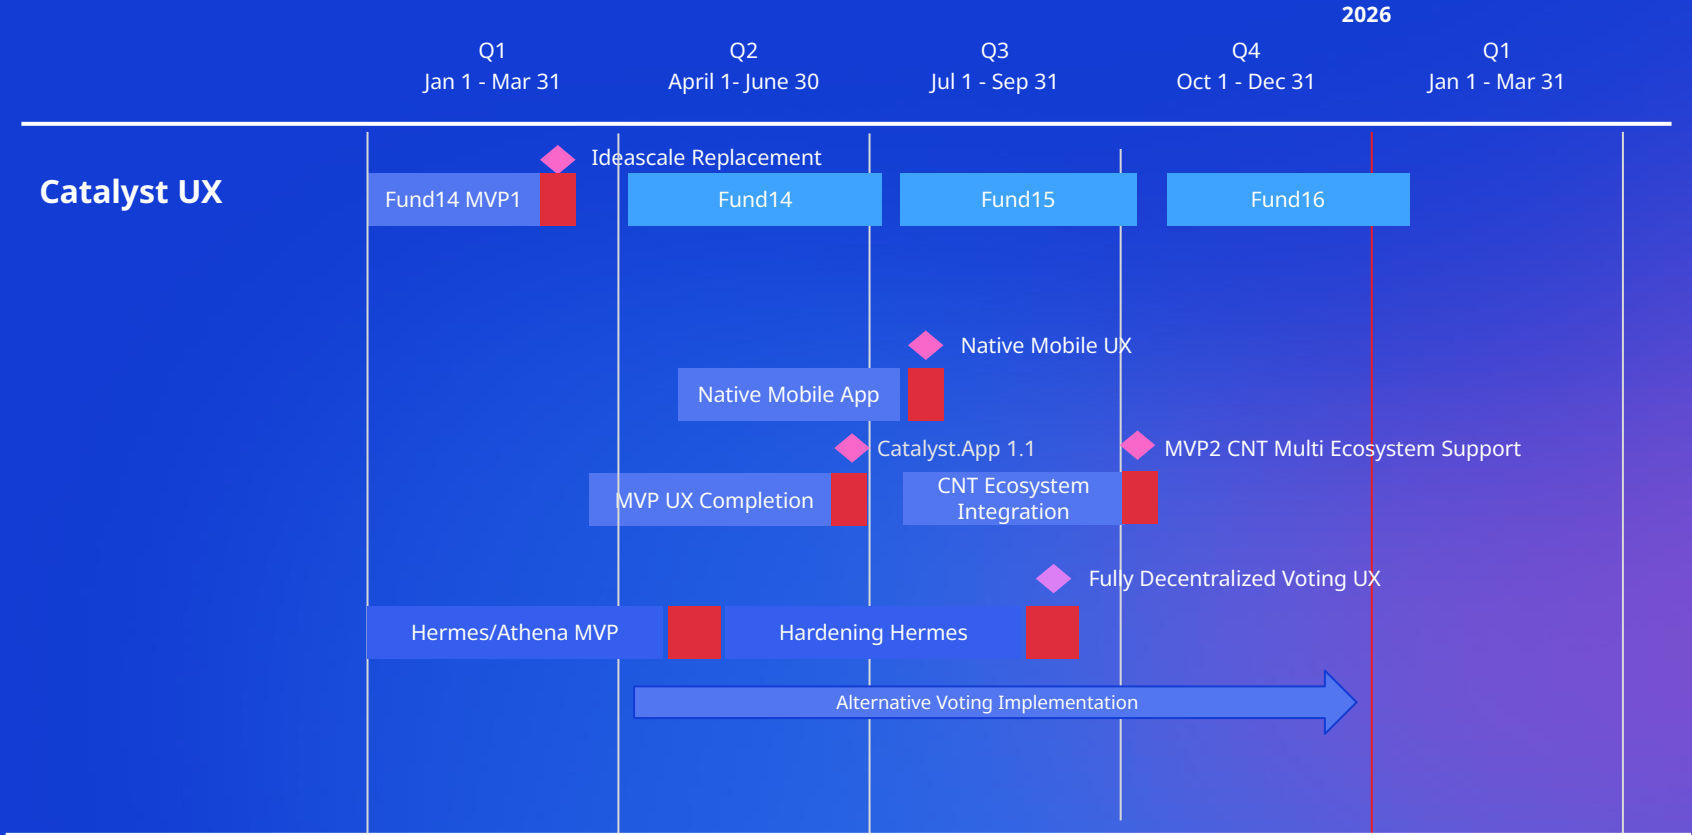 2026
Q1
Jan 1 - Mar 31
Q2
April 1- June 30
Q3
Jul 1 - Sep 31
Q4
Oct 1 - Dec 31
Q1
Jan 1 - Mar 31
Catalyst UX
Ideascale Replacement
Fund14 MVP1
Fund14
Fund15
Fund16
Native Mobile UX
Native Mobile App
Catalyst.App 1.1
MVP2 CNT Multi Ecosystem Support
MVP UX Completion
CNT Ecosystem
Integration
Fully Decentralized Voting UX
Hermes/Athena MVP
Hardening Hermes
Alternative Voting Implementation